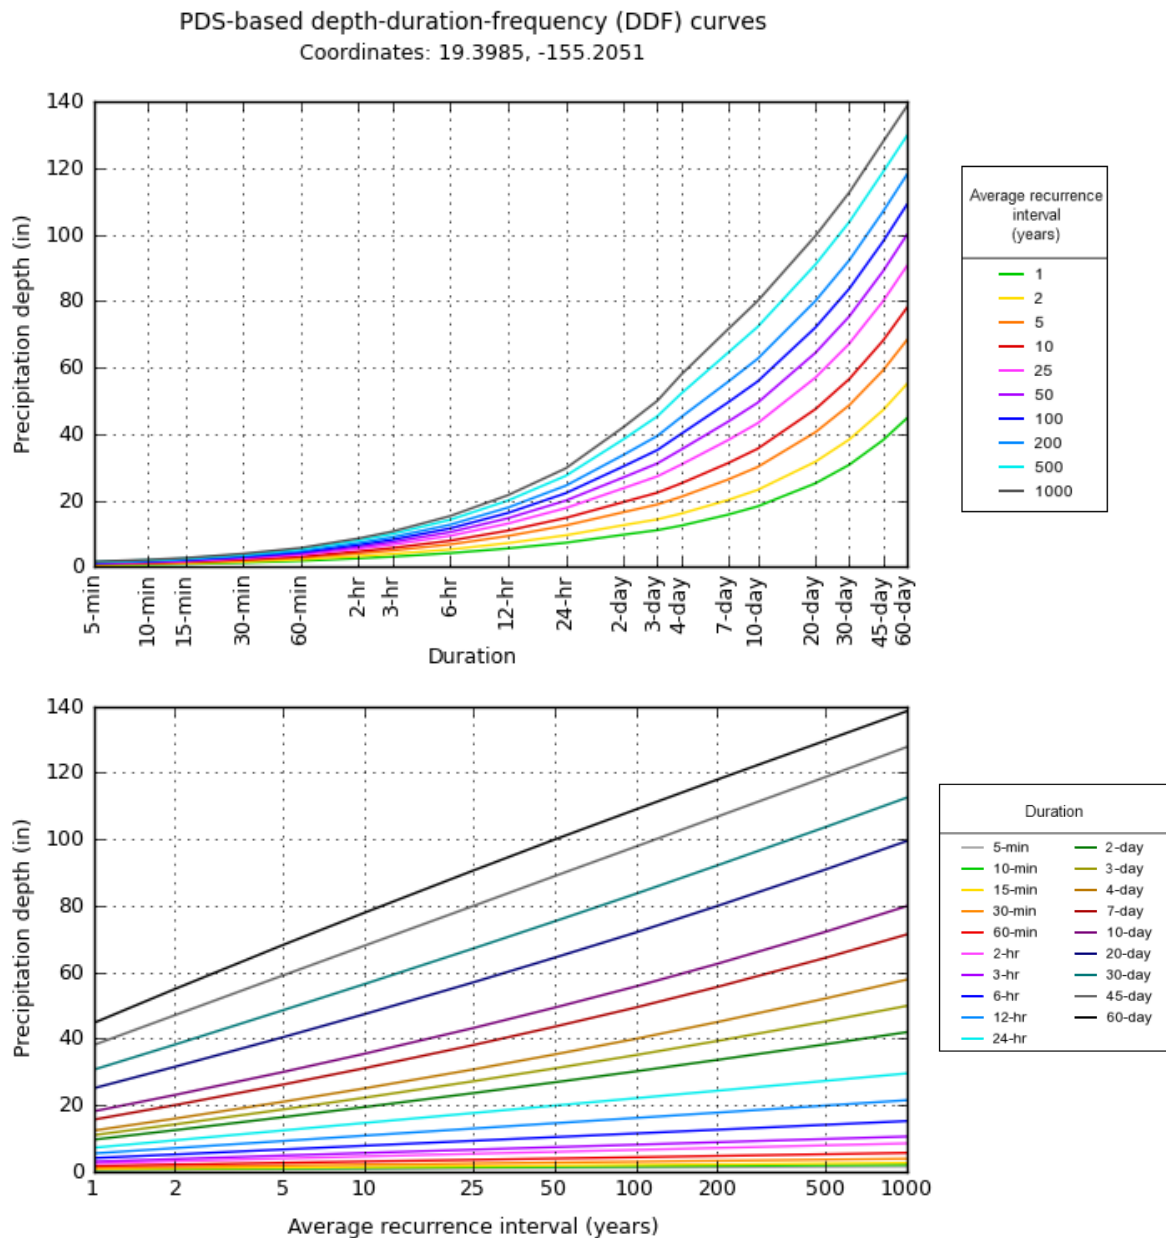 PDS-based depth-duration-frequency (DDF) curves
Coordinates: 19.3985, -155.2051
140
120
100
80
60
40
20
0
Precipitation depth (in)
5-min
10-min
15-min
30-min
60-min
2-hr
3-hr
6-hr
12-hr
24-hr
2-day
3-day
4-day
7-day
10-day
20-day
30-day
45-day
60-day
Duration
Average recurrence
interval
(years)
1
2
5
10
25
50
100
200
500
1000
140
120
100
80
60
40
20
0
Precipitation depth (in)
1 2 5 10 25 50 100 200 500 1000
Average recurrence interval (years)
Duration
5-min 2-day
10-min 3-day
15-min 4-day
30-min 7-day
60-min 10-day
2-hr 20-day
3-hr 30-day
6-hr 45-day
12-hr 60-day
24-hr